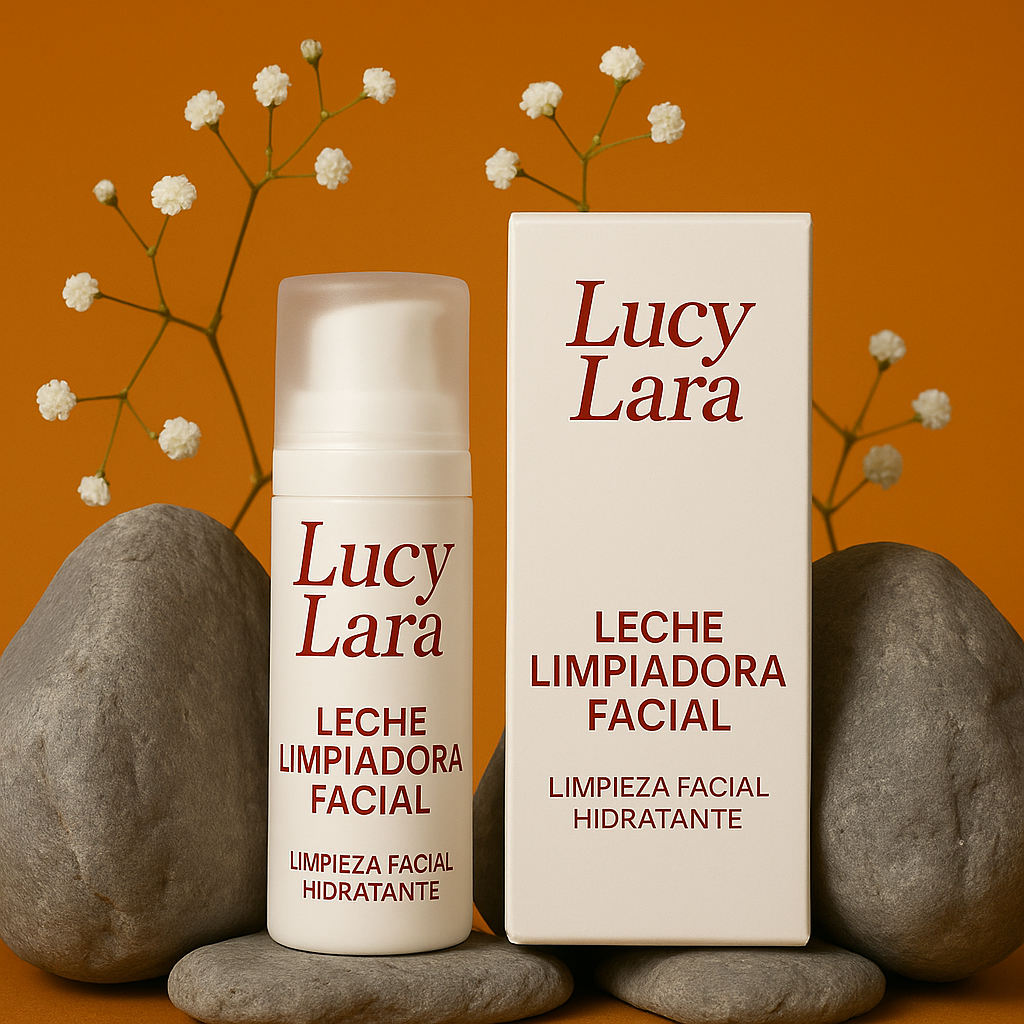 Lucy
Lara
LECHE
LIMPIADORA
FACIAL
LIMPIEZA FACIAL
HIDRATANTE
Lucy
Lara
LECHE
LIMPIADORA
FACIAL
LIMPIEZA FACIAL
HIDRATANTE